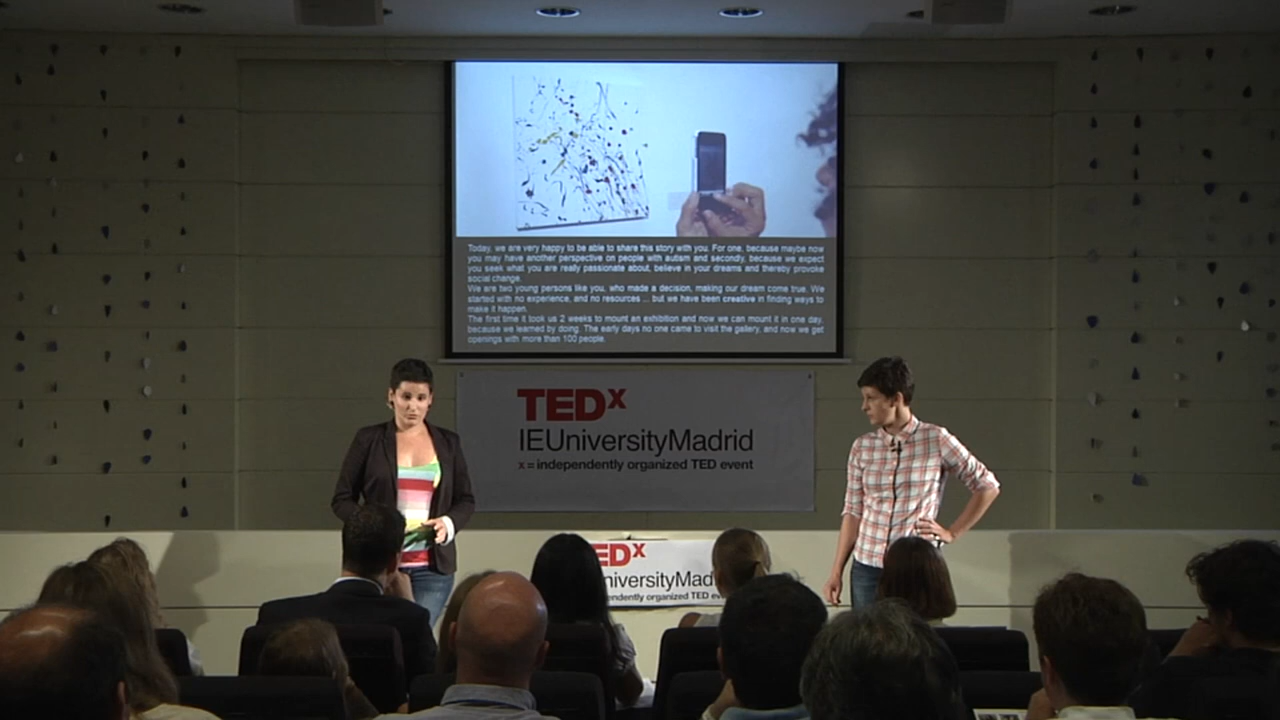 Today, we are very happy to be able to share this story with you. For one, because maybe now
you may have another perspective on people with autism and secondly, because we expect
you seek what you are really passionate about, believe in your dreams and thereby provoke
social change.
We are two young persons like you, who made a decision, making our dream come true. We
started with no experience, and no resources ... but we have been creative in finding ways to
make it happen.
The first time it took us 2 weeks to mount an exhibition and now we can mount it in one day,
because we learned by doing. The early days no one came to visit the gallery, and now we get
openings with more than 100 people.
TEDx
IEUniversityMadrid
x = independently organized TED event
EDx
niversityMad
pendently organized TED eve